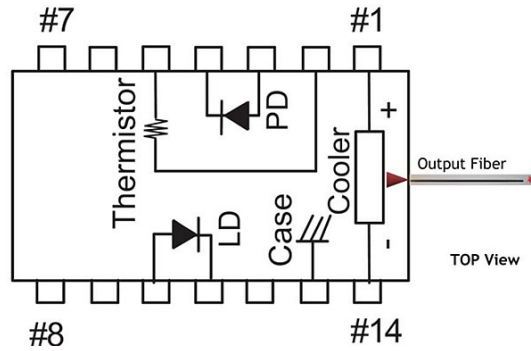 #7
#1
Thermistor
PD
+
Cooler
Output Fiber
LD
Case
-
TOP View
#8
#14